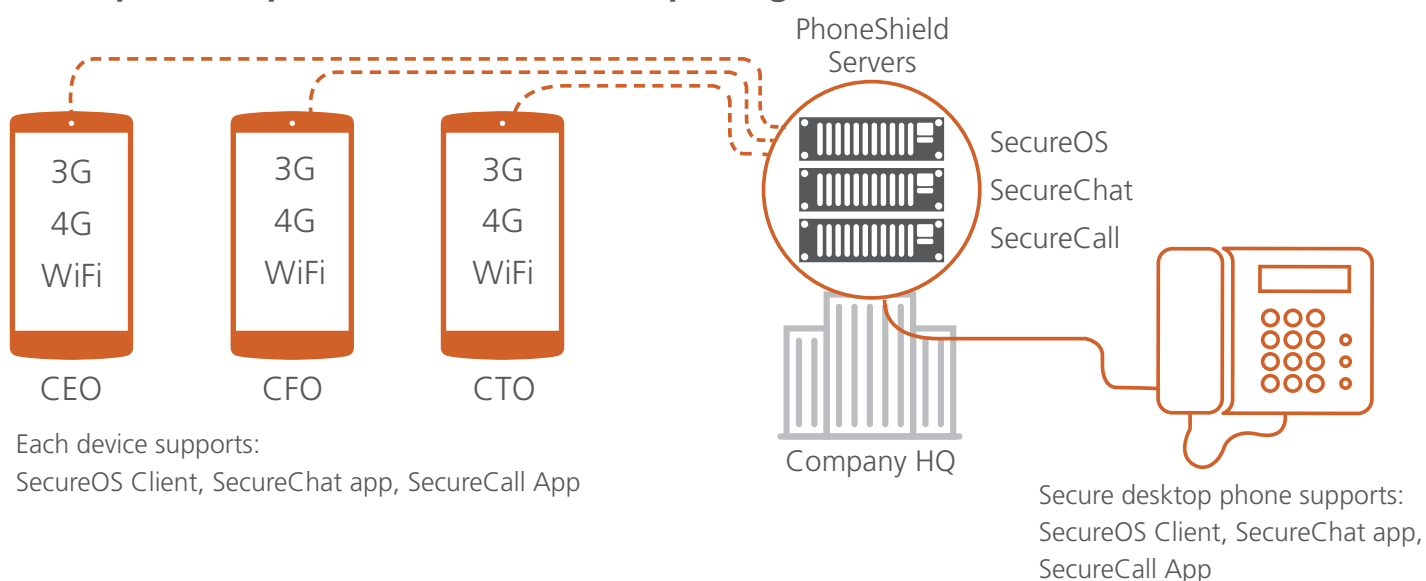 PhoneShield
Servers
3G
4G
WiFi
3G
4G
WiFi
3G
4G
WiFi
SecureOS
SecureChat
SecureCall
CEO
CFO
CTO
Each device supports:
SecureOS Client, SecureChat app, SecureCall App
Company HQ
Secure desktop phone supports:
SecureOS Client, SecureChat app,
SecureCall App